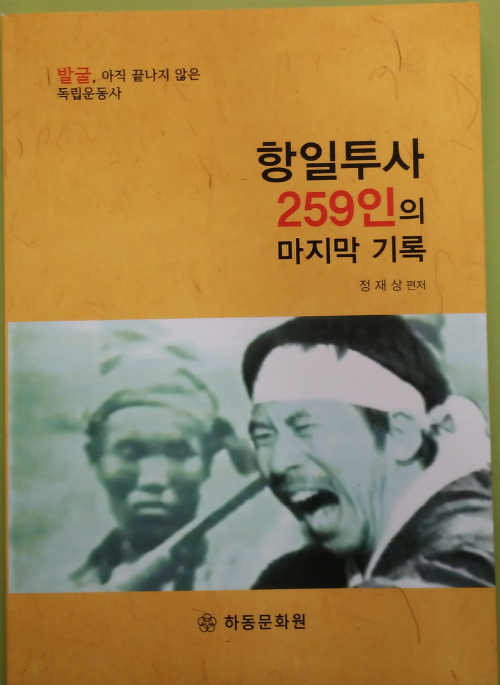 발굴, 아직 끝나지 않은
독립운동사
항일투사
259인의
마지막 기록
정재상 편저
하동문화원